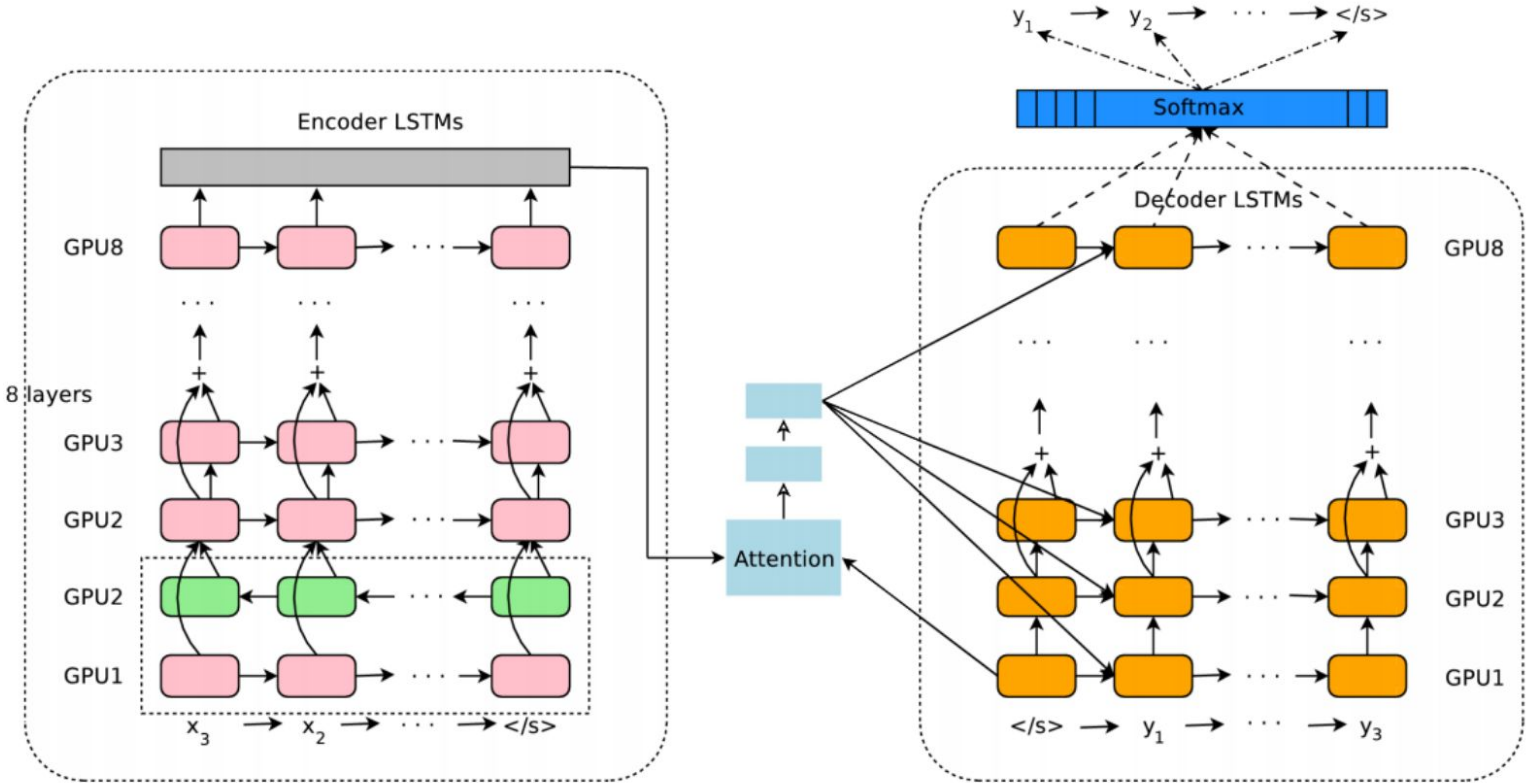 y1 → y2 → ... → </s>
Softmax
Encoder LSTMs
Decoder LSTMs
GPU8
GPU8
...
...
...
...
...
...
...
...
+ + +
8 layers
GPU3
...
+ + +
GPU2
...
GPU3
...
Attention
GPU2
...
GPU2
...
GPU1
...
GPU1
...
x3 → x2 → ... → </s>
</s> → y1 → ... → y3